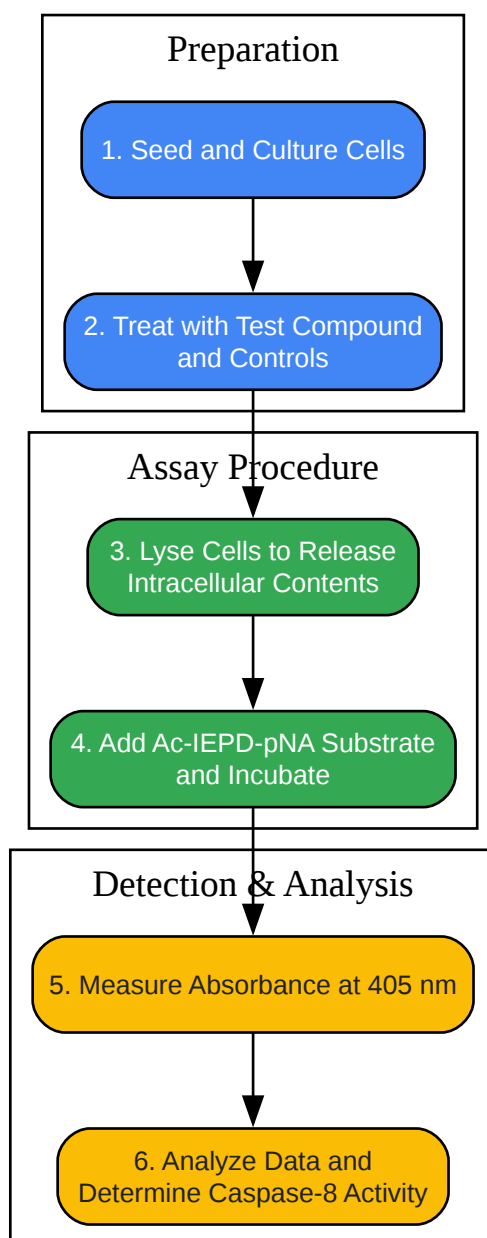 Preparation
1. Seed and Culture Cells
2. Treat with Test Compound
and Controls
Assay Procedure
3. Lyse Cells to Release
Intracellular Contents
4. Add Ac-IEPD-pNA Substrate
and Incubate
Detection & Analysis
5. Measure Absorbance at 405 nm
6. Analyze Data and
Determine Caspase-8 Activity